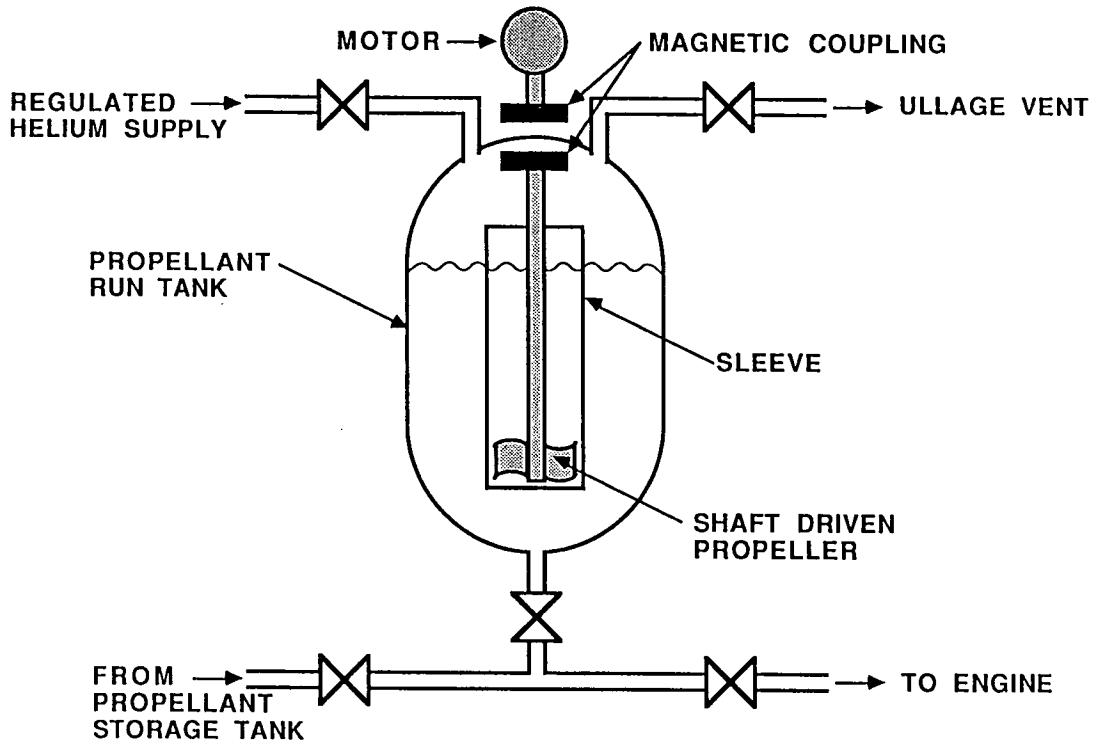 MOTOR
MAGNETIC COUPLING
REGULATED
HELIUM SUPPLY
ULLAGE VENT
PROPELLANT
RUN TANK
SLEEVE
SHAFT DRIVEN
PROPELLER
FROM
PROPELLANT
STORAGE TANK
TO ENGINE